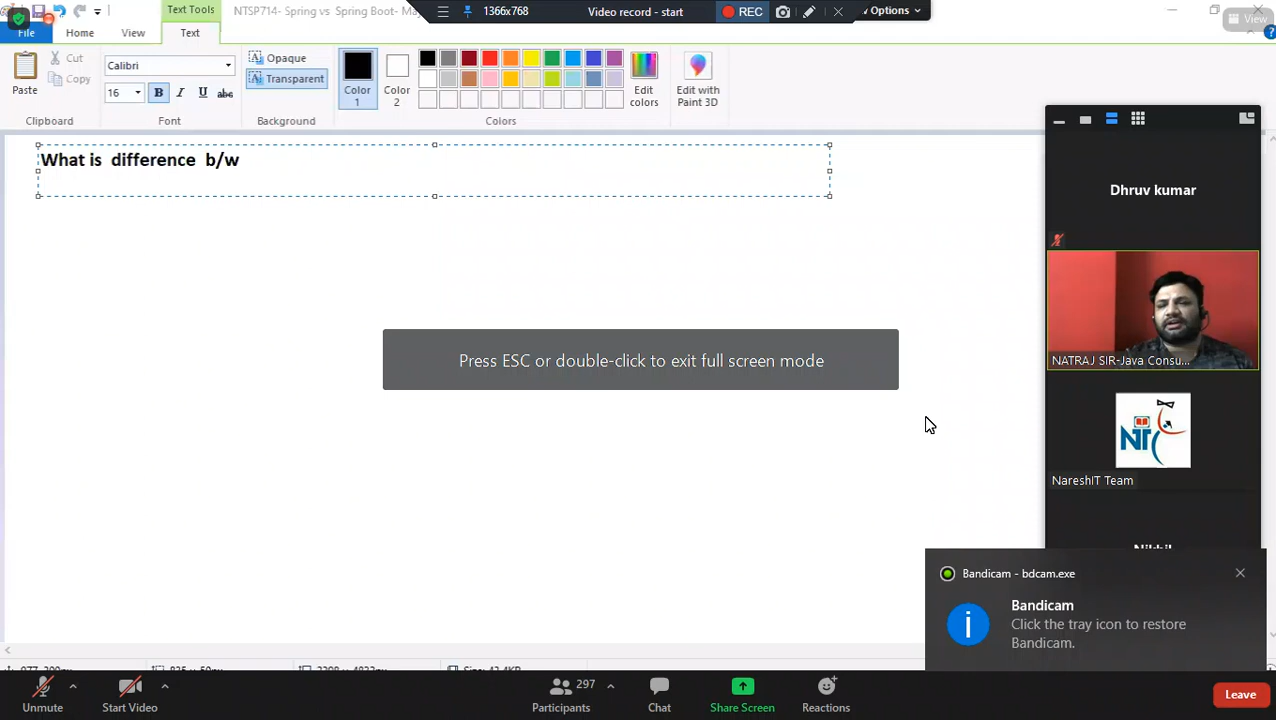 Text Tools
NTSP714- Spring vs Spring Boot- Ma
1366x768
Video record - start
REC
Options
File
Home
View
Text
View
Paste
Cut
Copy
Clipboard
Calibri
16
B I U abc
Font
Opaque
Transparent
Background
Color 1
Color 2
Edit colors
Edit with Paint 3D
Colors
What is difference b/w
Press ESC or double-click to exit full screen mode
Dhruv kumar
NATRAJ SIR-Java Consu...
NT
NareshIT Team
Bandicam - bdcam.exe
Bandicam
Click the tray icon to restore
Bandicam.
Unmute
Start Video
297
Participants
Chat
Share Screen
Reactions
Leave